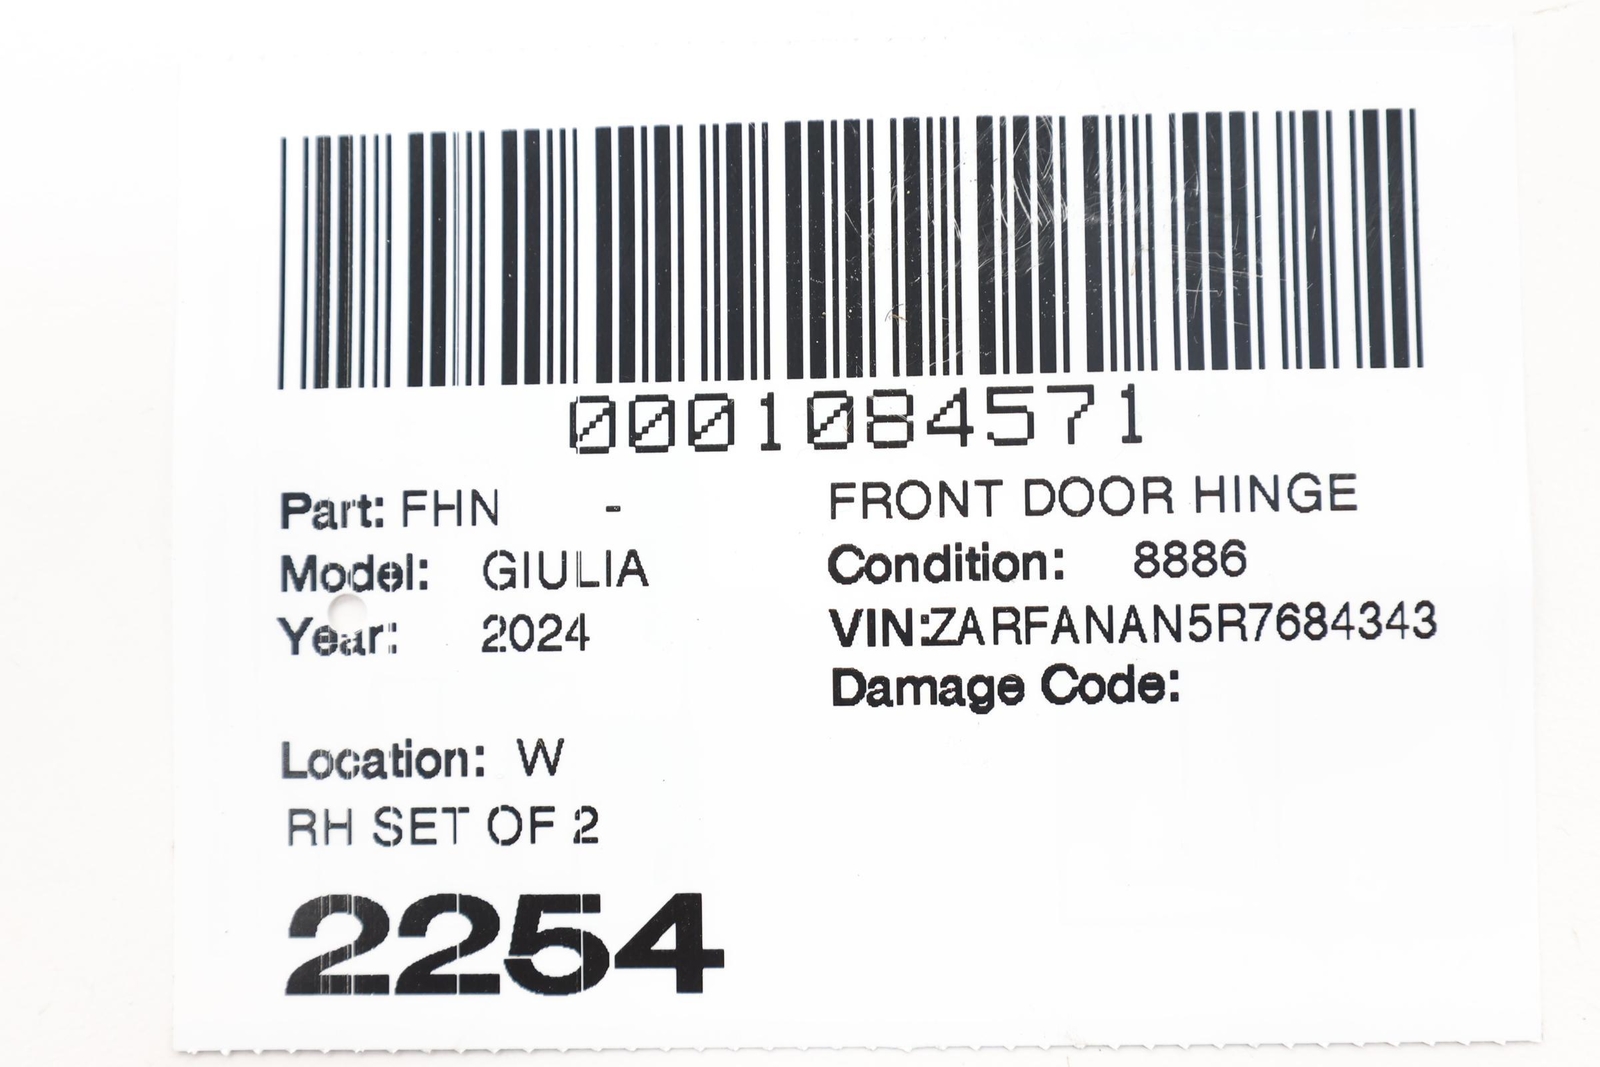 0001084571
Part: FHN - FRONT DOOR HINGE
Model: GIULIA Condition: 8886
Year: 2024 VIN:ZARFANAN5R7684343
Damage Code:
Location: W
RH SET OF 2
2254